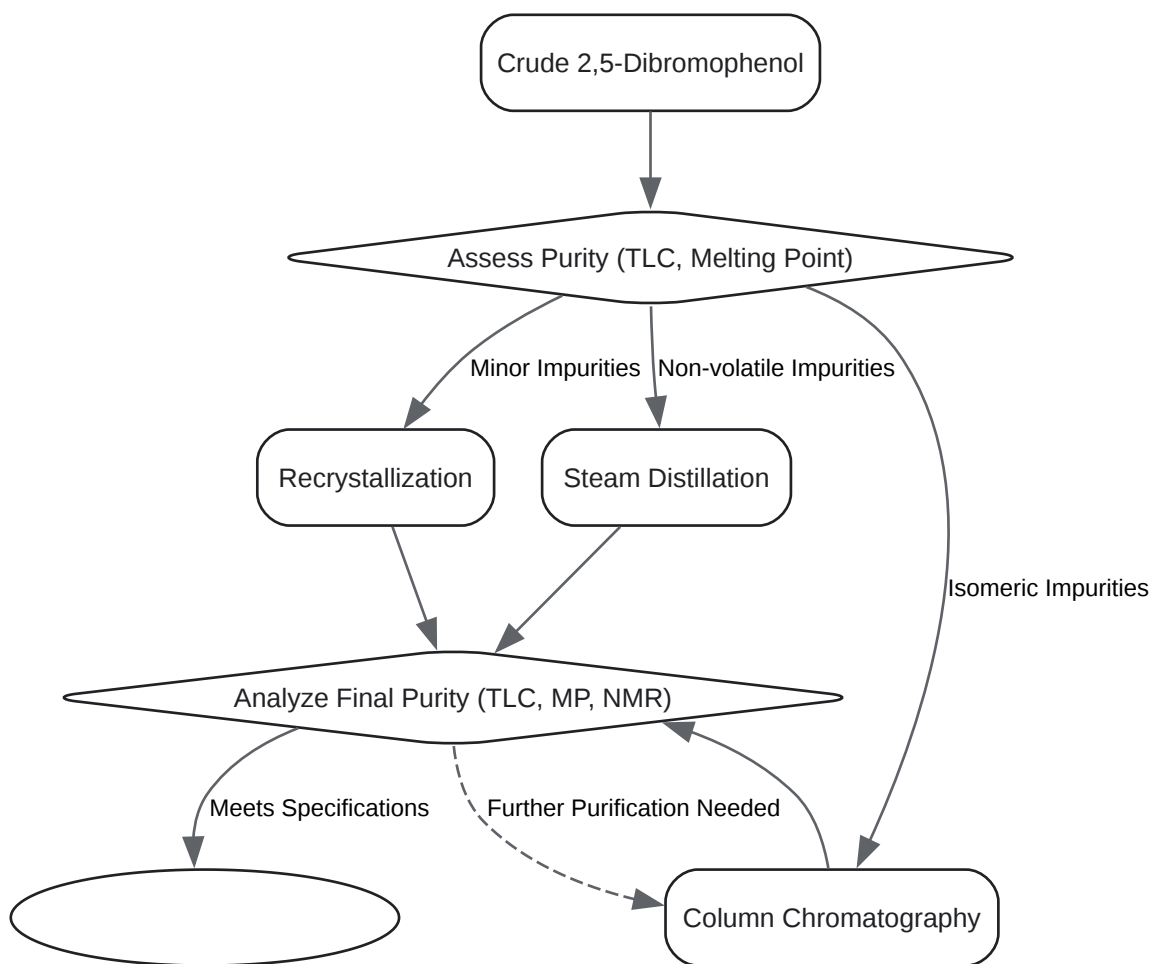 Crude 2,5-Dibromophenol
Assess Purity (TLC, Melting Point)
Minor Impurities
Non-volatile Impurities
Recrystallization
Steam Distillation
Isomeric Impurities
Analyze Final Purity (TLC, MP, NMR)
Meets Specifications
Further Purification Needed
Column Chromatography